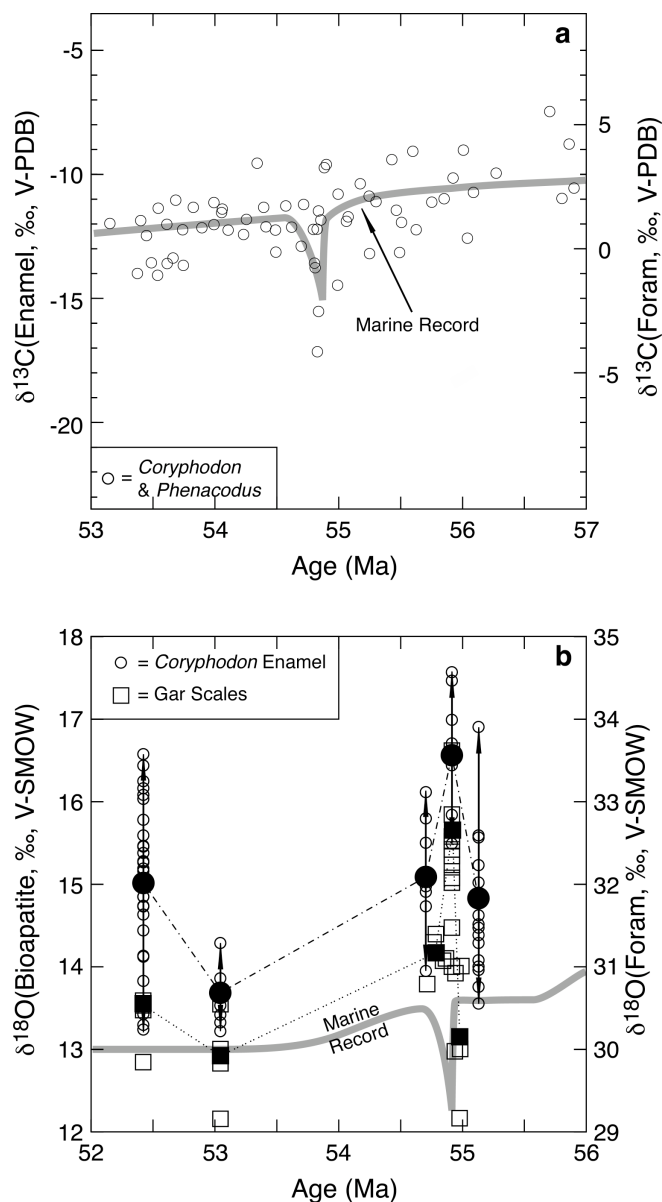 a
-5
-10
-15
-20
5
0
-5
δ13C(Enamel, ‰, V-PDB)
δ13C(Foram, ‰, V-PDB)
Marine Record
○ = Coryphodon
& Phenacodus
53 54 55 56 57
Age (Ma)
b
18
17
16
15
14
13
12
35
34
33
32
31
30
29
δ18O(Bioapatite, ‰, V-SMOW)
δ18O(Foram, ‰, V-SMOW)
○ = Coryphodon Enamel
□ = Gar Scales
Marine
Record
52 53 54 55 56
Age (Ma)